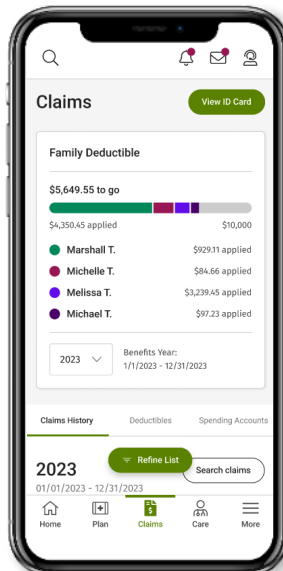 Claims
View ID Card
Family Deductible
$5,649.55 to go
$4,350.45 applied $10,000
Marshall T. $929.11 applied
Michelle T. $84.66 applied
Melissa T. $3,239.45 applied
Michael T. $97.23 applied
2023
Benefits Year:
1/1/2023 - 12/31/2023
Claims History Deductibles Spending Accounts
Refine List
2023 Search claims
01/01/2023 - 12/31/2023
Home Plan Claims Care More